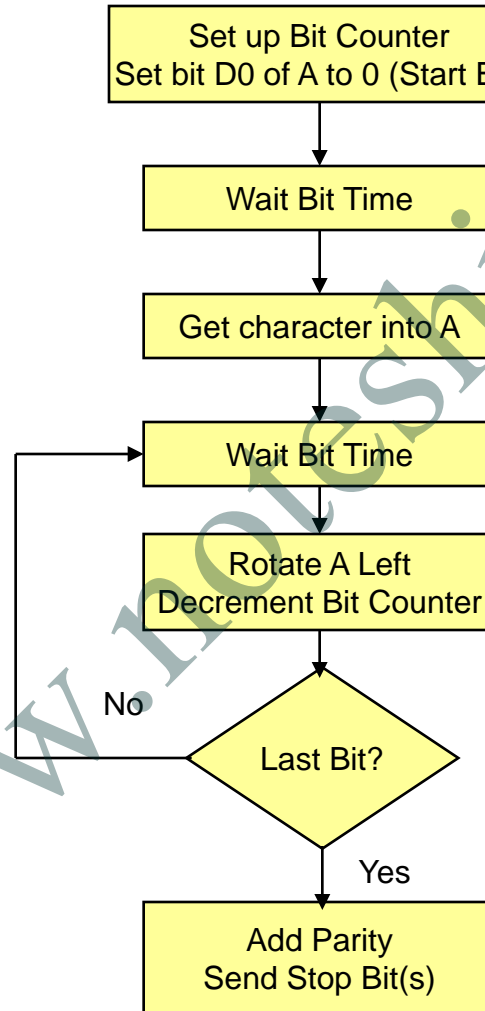 Set up Bit Counter
Set bit D0 of A to 0 (Start
Wait Bit Time
Get character into A
Wait Bit Time
Rotate A Left
Decrement Bit Counter
No
Last Bit?
Yes
Add Parity
Send Stop Bit(s)
w.notesh